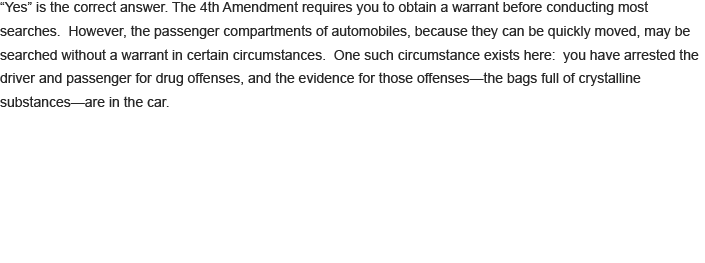 “Yes” is the correct answer. The 4th Amendment requires you to obtain a warrant before conducting most
searches.  However, the passenger compartments of automobiles, because they can be quickly moved, may be
searched without a warrant in certain circumstances.  One such circumstance exists here:  you have arrested the
driver and passenger for drug offenses, and the evidence for those offenses—the bags full of crystalline
substances—are in the car.